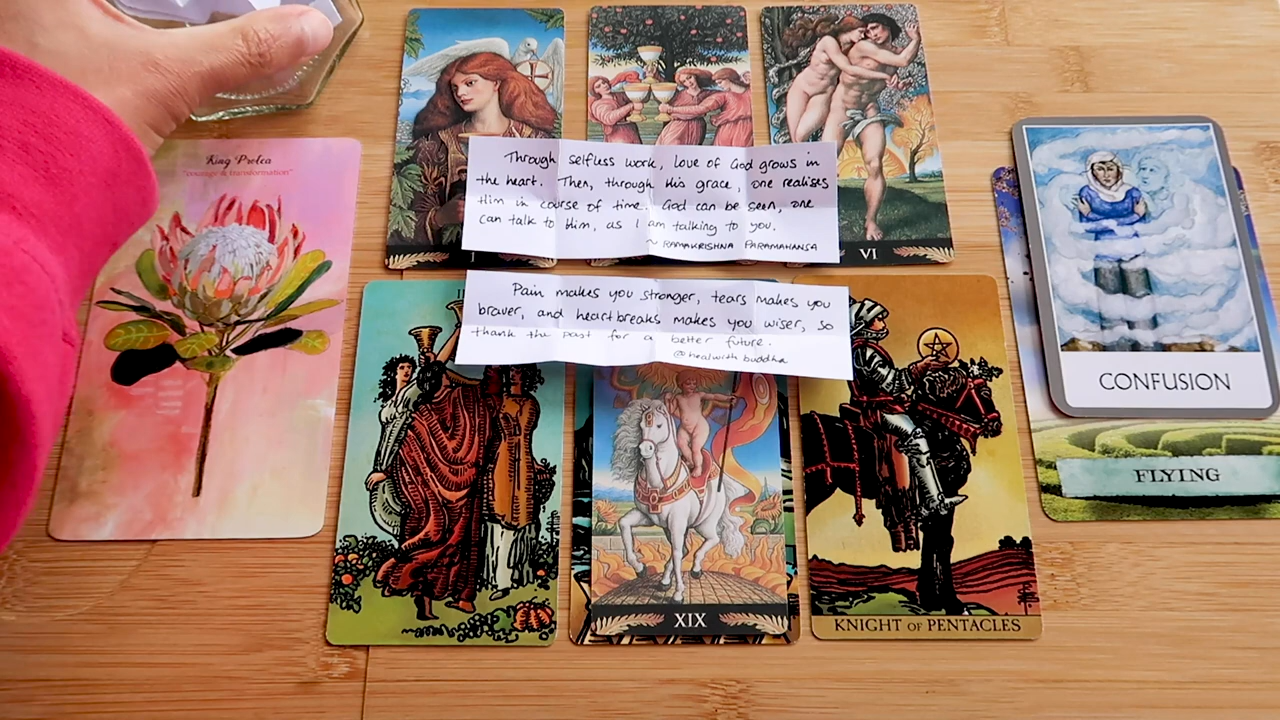 King Protea
"courage & transformation"
Through selfless work, love of God grows in
the heart. Then, through His grace, one realises
Him in course of time. God can be seen, one
can talk to Him, as I am talking to you.
~ RAMAKRISHNA PARAMAHANSA
VI
Pain makes you stronger, tears makes you
braver, and heartbreaks makes you wiser, so
thank the past for a better future.
@healwith buddha
XIX
KNIGHT OF PENTACLES
CONFUSION
FLYING